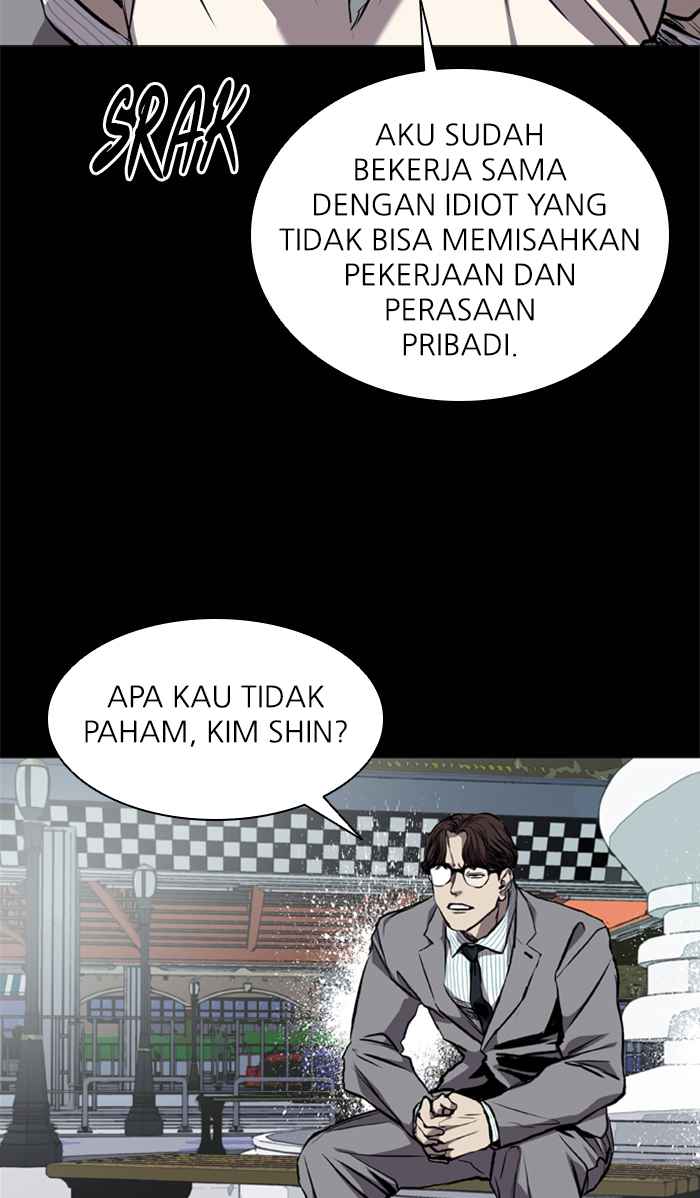 SRAK
AKU SUDAH
BEKERJA SAMA
DENGAN IDIOT YANG
TIDAK BISA MEMISAHKAN
PEKERJAAN DAN
PERASAAN
PRIBADI.
APA KAU TIDAK
PAHAM, KIM SHIN?